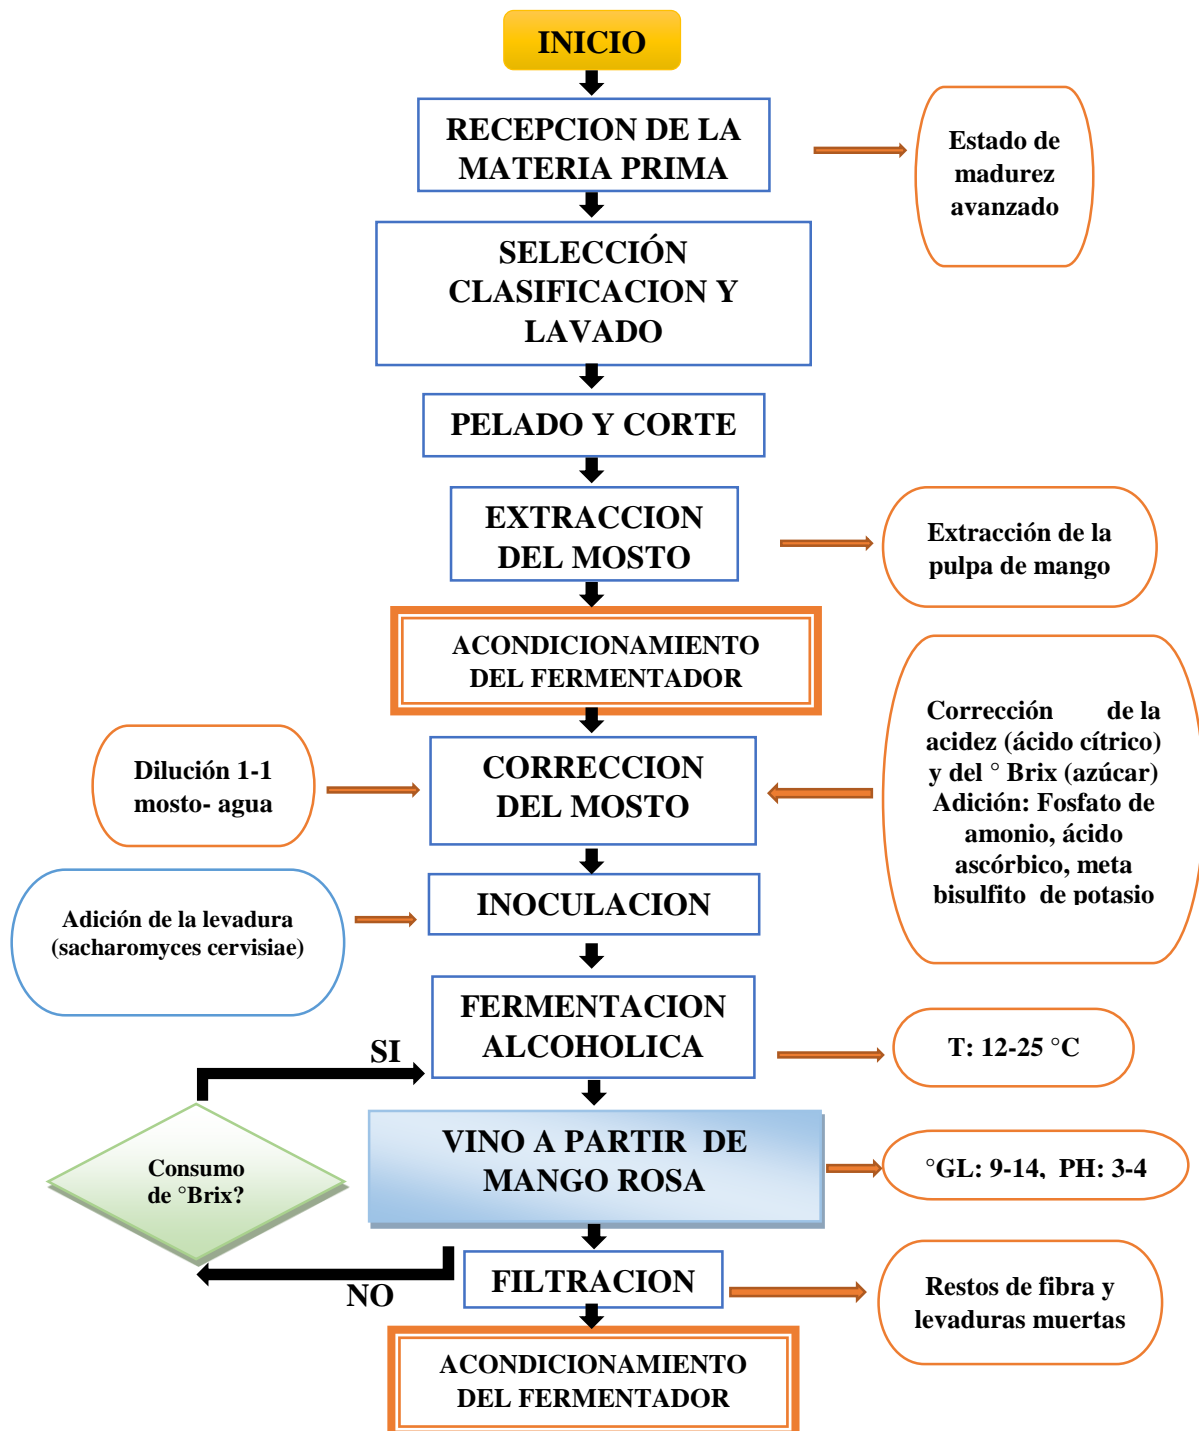 INICIO
RECEPCION DE LA
MATERIA PRIMA
Estado de
madurez
avanzado
SELECCIÓN
CLASIFICACION Y
LAVADO
PELADO Y CORTE
EXTRACCION
DEL MOSTO
Extracción de la
pulpa de mango
ACONDICIONAMIENTO
DEL FERMENTADOR
Dilución 1-1
mosto- agua
CORRECCION
DEL MOSTO
Corrección de la
acidez (ácido cítrico)
y del ° Brix (azúcar)
Adición: Fosfato de
amonio, ácido
ascórbico, meta
bisulfito de potasio
Adición de la levadura
(sacharomyces cervisiae)
INOCULACION
FERMENTACION
ALCOHOLICA
T: 12-25 °C
SI
Consumo
de °Brix?
VINO A PARTIR DE
MANGO ROSA
°GL: 9-14, PH: 3-4
NO
FILTRACION
Restos de fibra y
levaduras muertas
ACONDICIONAMIENTO
DEL FERMENTADOR